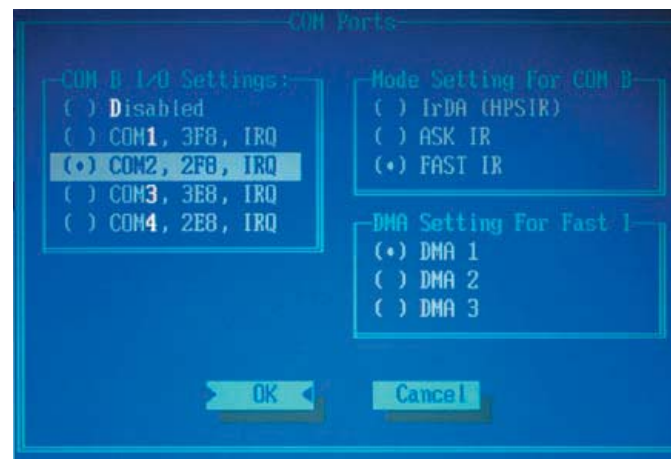 COM Ports
COM B I/O Settings:
( ) Disabled
( ) COM1, 3F8, IRQ
(•) COM2, 2F8, IRQ
( ) COM3, 3E8, IRQ
( ) COM4, 2E8, IRQ
Mode Setting For COM B
( ) IrDA (HPSIR)
( ) ASK IR
(•) FAST IR
DMA Setting For Fast I
(•) DMA 1
( ) DMA 2
( ) DMA 3
OK
Cancel